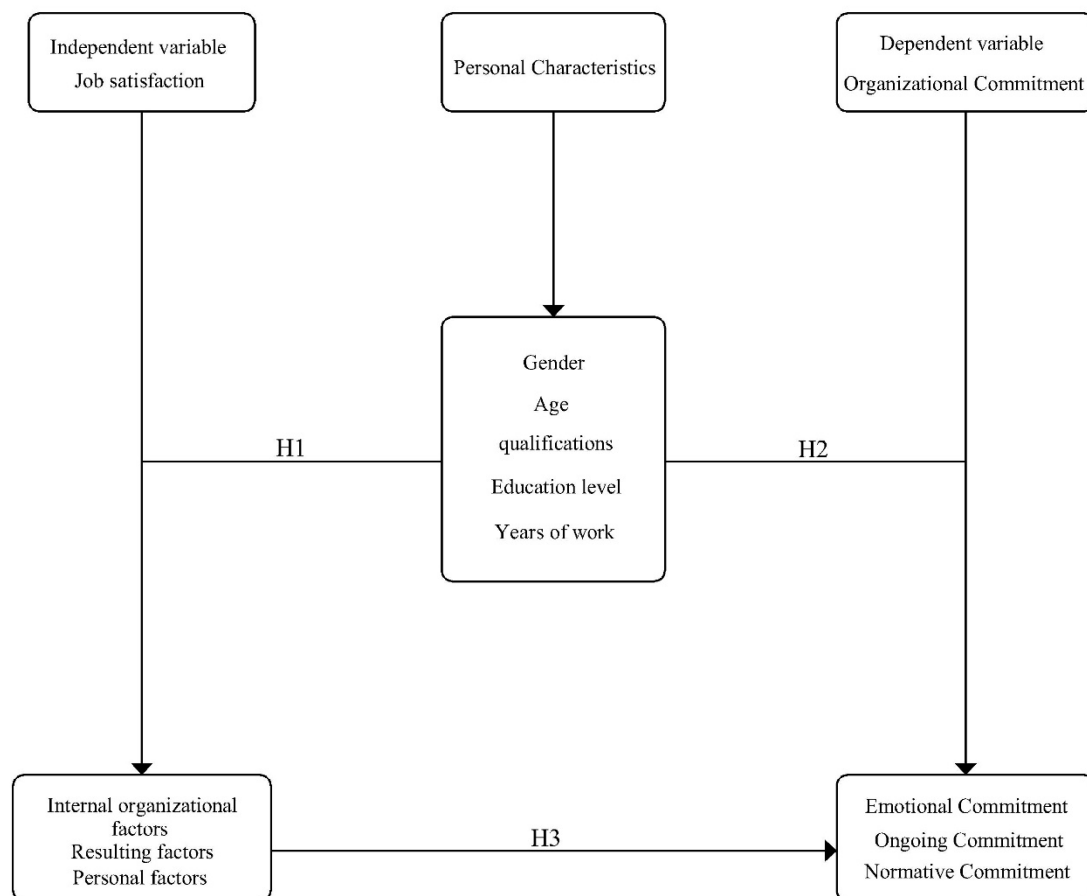 Independent variable
Job satisfaction
Personal Characteristics
Dependent variable
Organizational Commitment
Gender
Age
qualifications
Education level
Years of work
H1
H2
Internal organizational
factors
Resulting factors
Personal factors
H3
Emotional Commitment
Ongoing Commitment
Normative Commitment